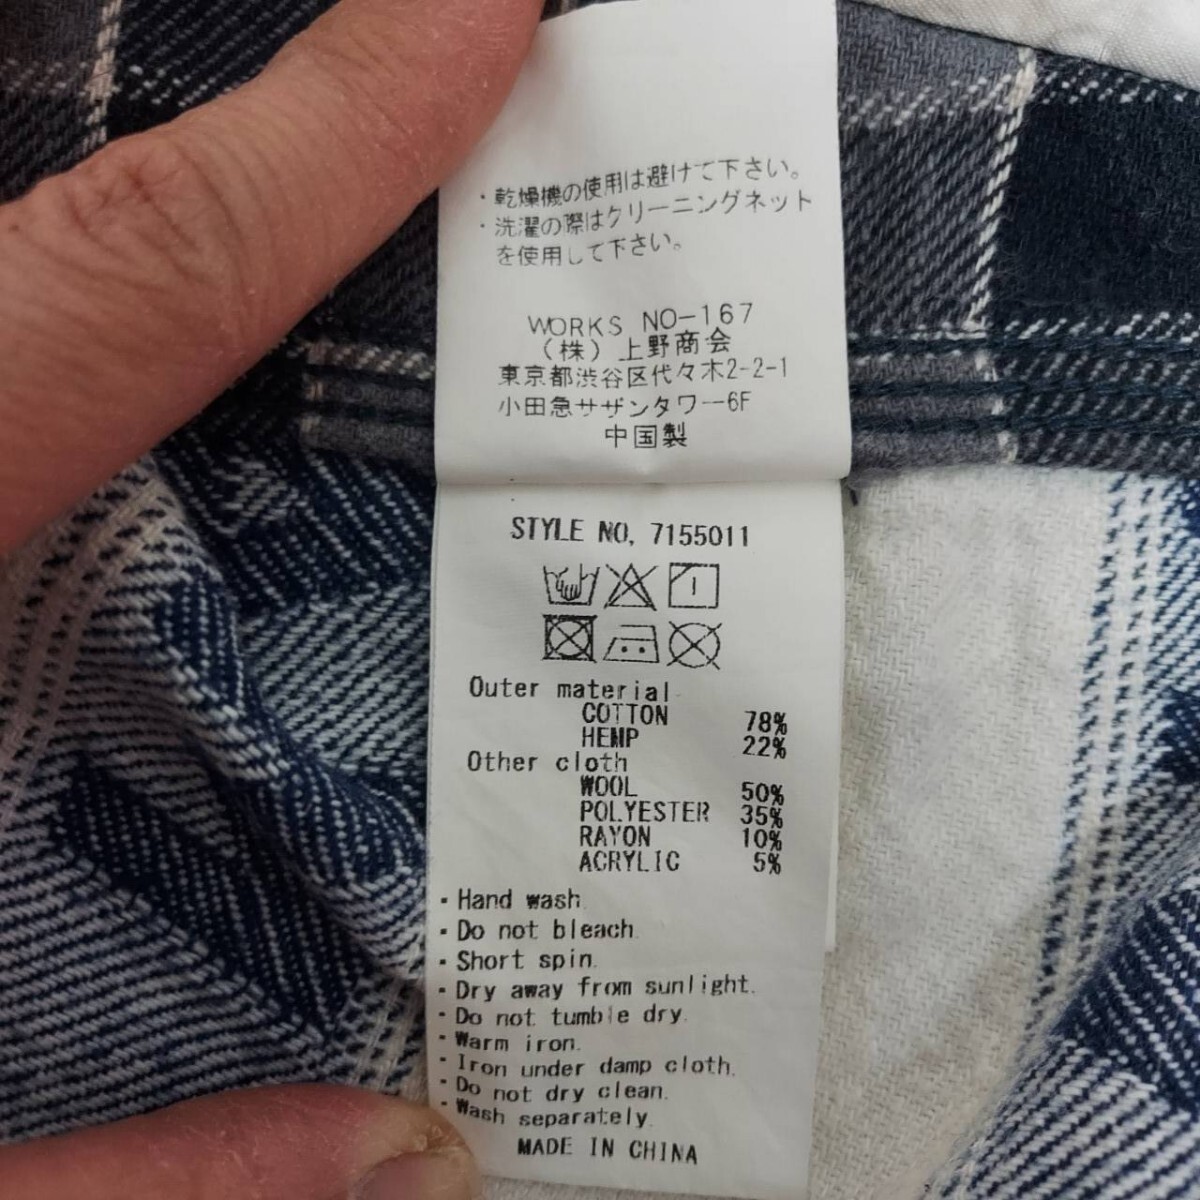 ・乾燥機の使用は避けて下さい。
・洗濯の際はクリーニングネット
を使用して下さい。
WORKS NO-167
(株)上野商会
東京都渋谷区代々木2-2-1
小田急サザンタワー6F
中国製
STYLE NO, 7155011
Outer material
COTTON 78%
HEMP 22%
Other cloth
WOOL 50%
POLYESTER 35%
RAYON 10%
ACRYLIC 5%
・Hand wash.
・Do not bleach.
・Short spin.
・Dry away from sunlight.
・Do not tumble dry.
・Warm iron.
・Iron under damp cloth.
・Do not dry clean.
・Wash separately.
MADE IN CHINA